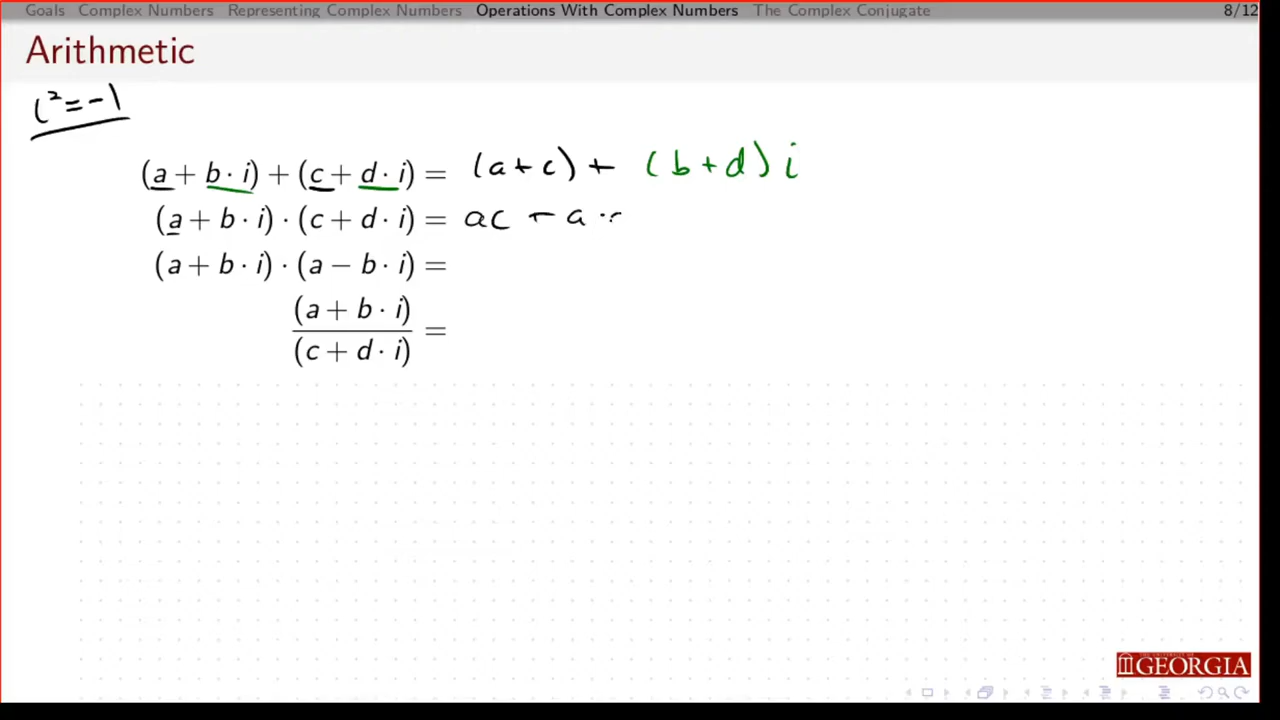 Goals Complex Numbers Representing Complex Numbers Operations With Complex Numbers The Complex Conjugate 8/12
Arithmetic
i² = -1
(a + b · i) + (c + d · i) = (a + c) + (b + d) i
(a + b · i) · (c + d · i) = ac - a
(a + b · i) · (a − b · i) =
(a + b · i)
=
(c + d · i)
GEORGIA